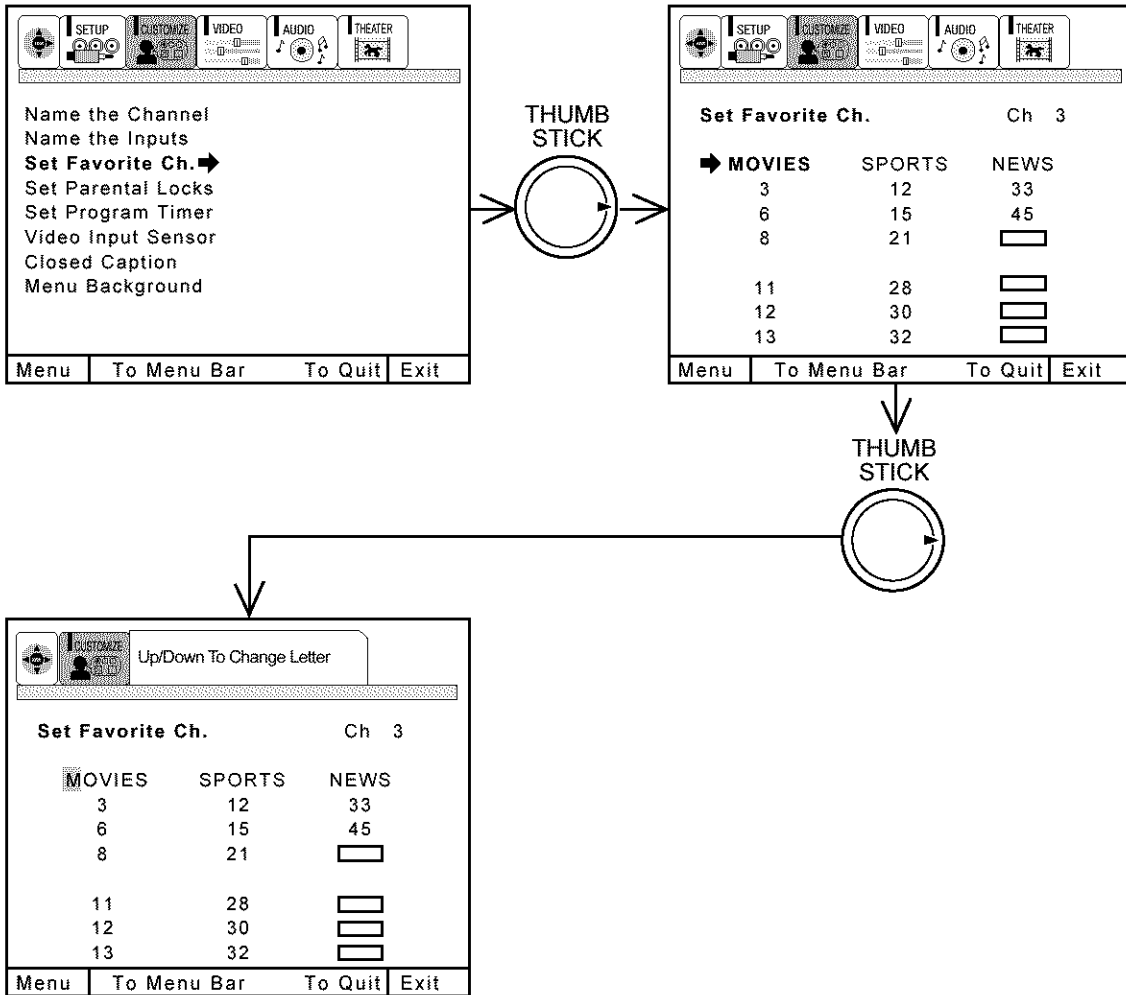 SETUP CUSTOMIZE VIDEO AUDIO THEATER
Name the Channel
Name the Inputs
Set Favorite Ch.
Set Parental Locks
Set Program Timer
Video Input Sensor
Closed Caption
Menu Background
Menu To Menu Bar To Quit Exit
THUMB
STICK
SETUP CUSTOMIZE VIDEO AUDIO THEATER
Set Favorite Ch. Ch 3
MOVIES SPORTS NEWS
3 12 33
6 15 45
8 21
11 28
12 30
13 32
Menu To Menu Bar To Quit Exit
THUMB
STICK
CUSTOMIZE Up/Down To Change Letter
Set Favorite Ch. Ch 3
MOVIES SPORTS NEWS
3 12 33
6 15 45
8 21
11 28
12 30
13 32
Menu To Menu Bar To Quit Exit